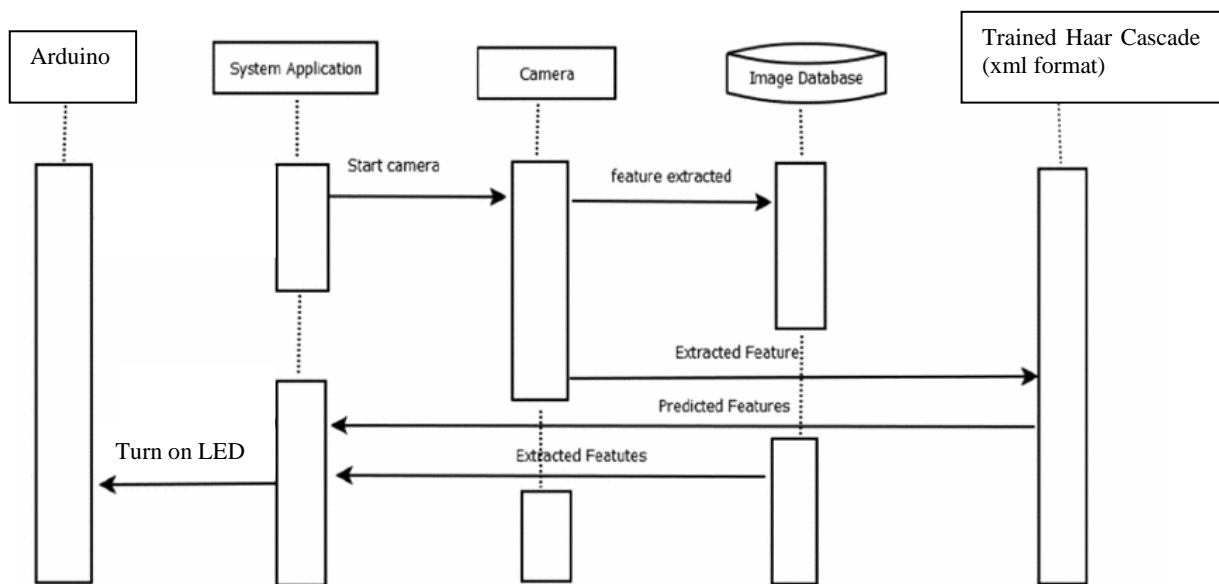 Arduino
System Application
Camera
Image Database
Trained Haar Cascade
(xml format)
Start camera
feature extracted
Extracted Feature
Predicted Features
Turn on LED
Extracted Featutes